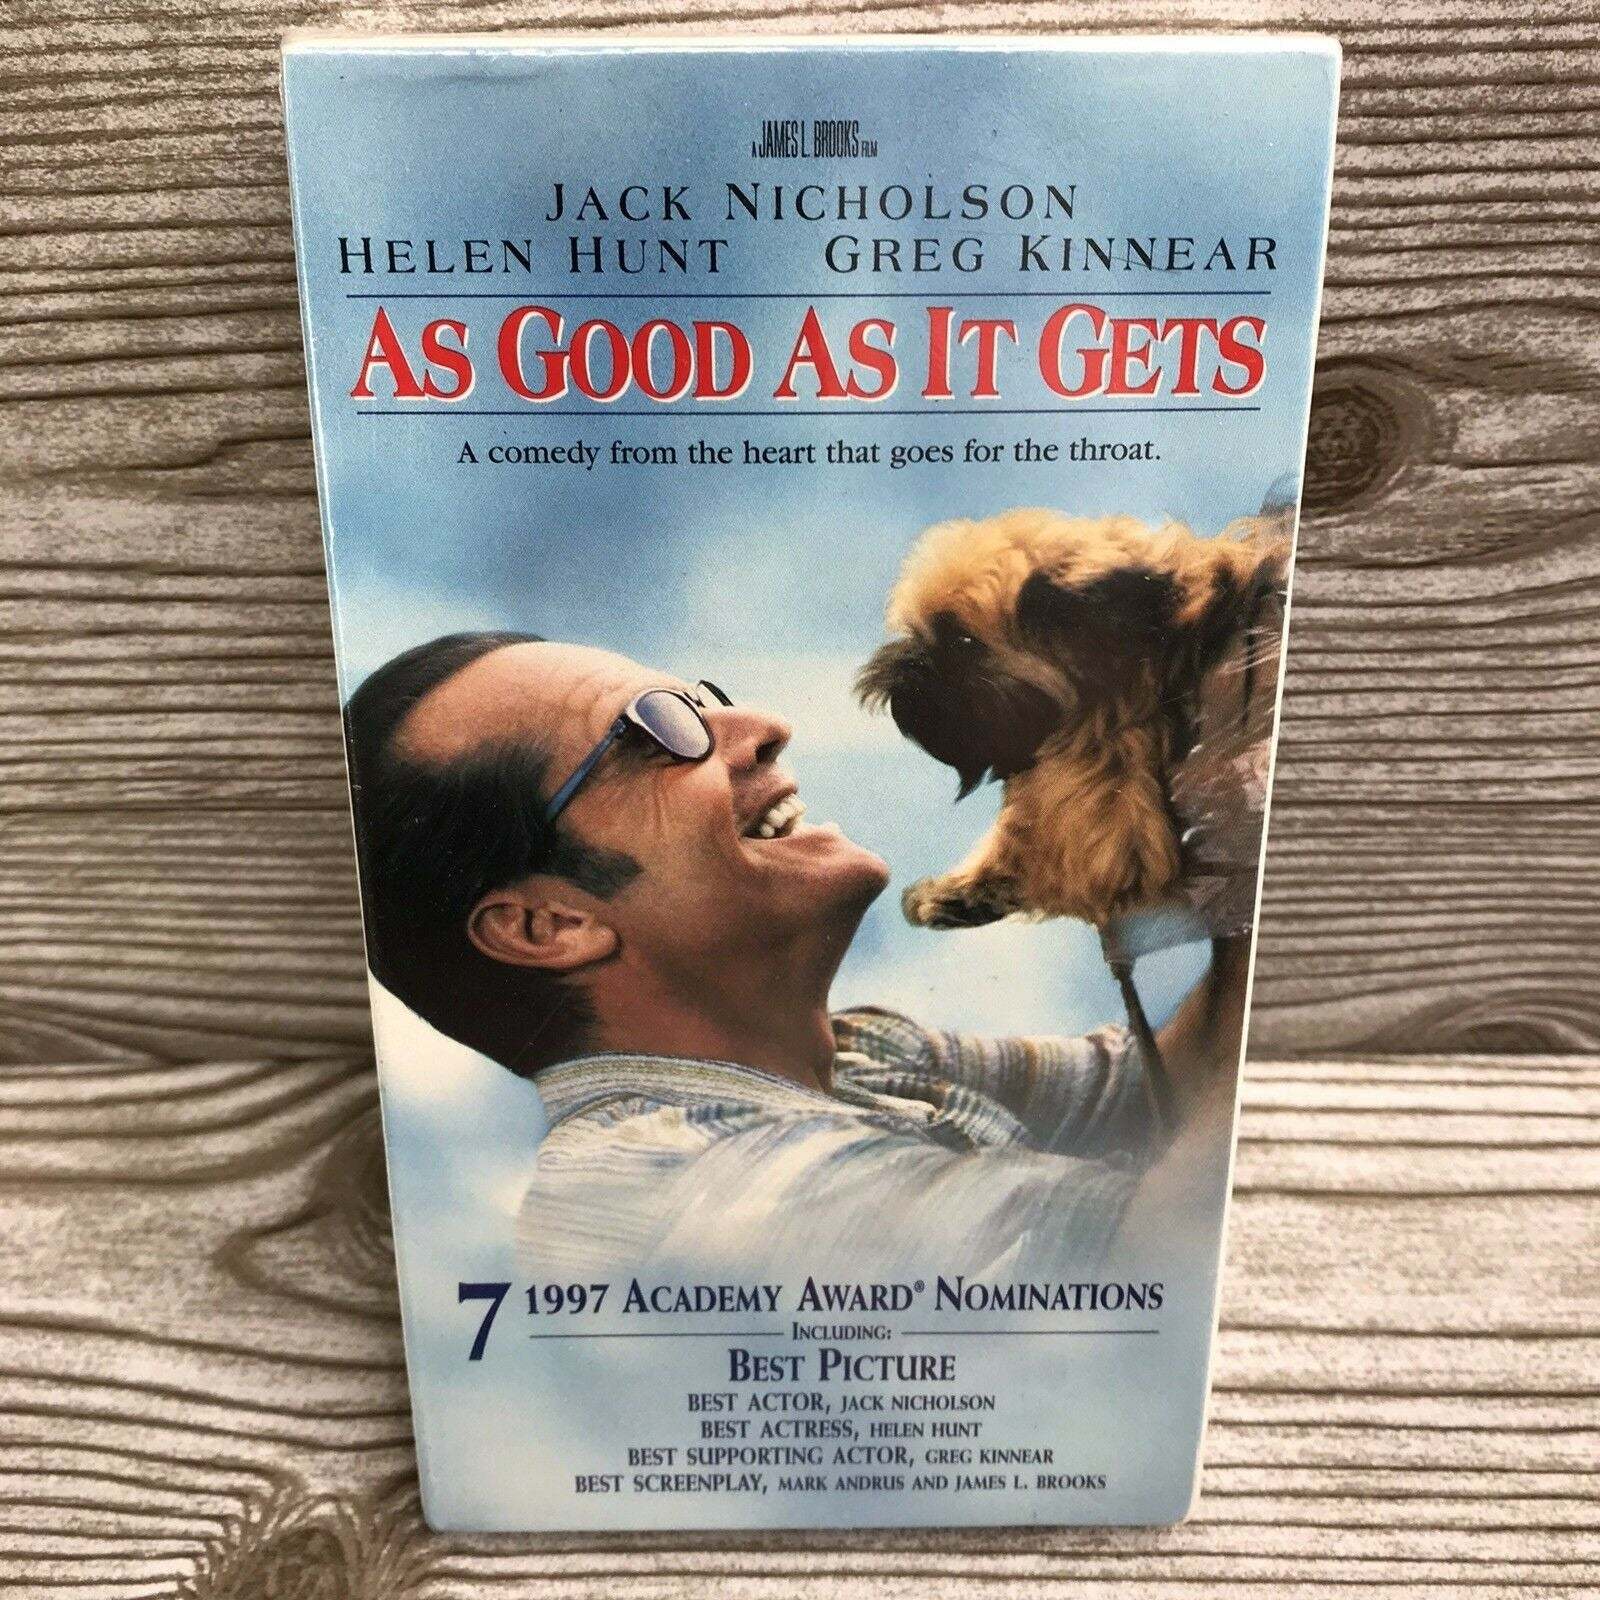 A JAMES L. BROOKS FILM
JACK NICHOLSON
HELEN HUNT GREG KINNEAR
AS GOOD AS IT GETS
A comedy from the heart that goes for the throat.
7 1997 ACADEMY AWARD® NOMINATIONS
INCLUDING:
BEST PICTURE
BEST ACTOR, JACK NICHOLSON
BEST ACTRESS, HELEN HUNT
BEST SUPPORTING ACTOR, GREG KINNEAR
BEST SCREENPLAY, MARK ANDRUS AND JAMES L. BROOKS